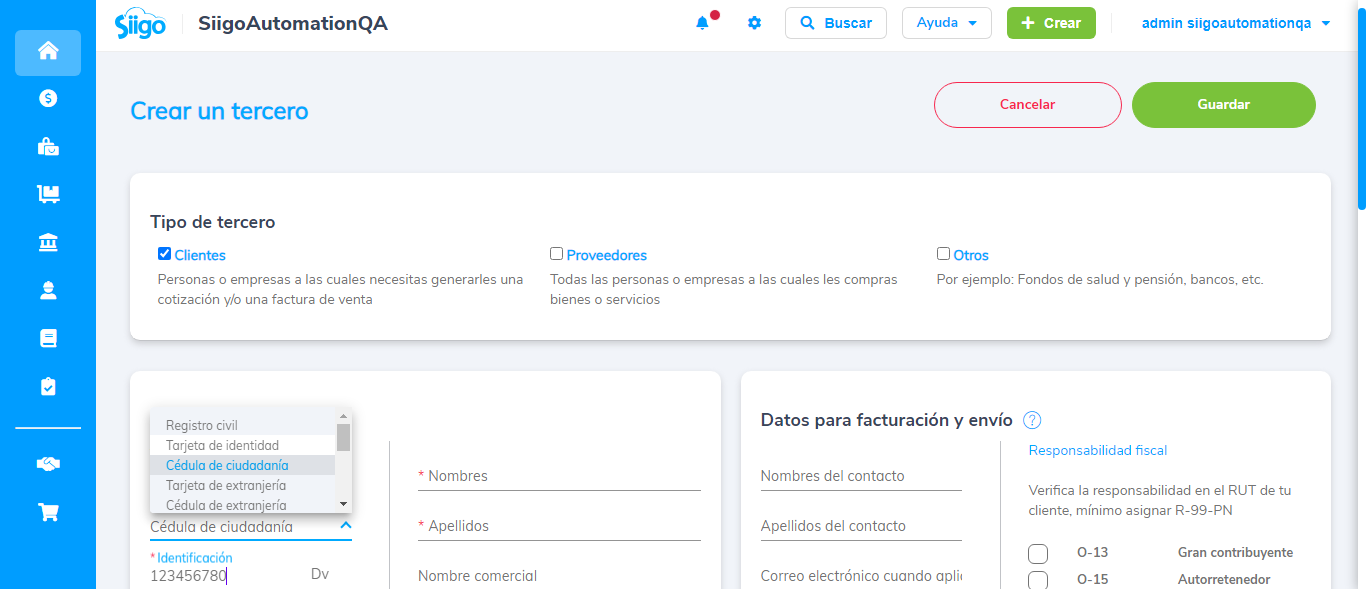 Siigo
SiigoAutomationQA
Buscar
Ayuda
Crear
admin siigoautomationqa
Crear un tercero
Cancelar
Guardar
Tipo de tercero
Clientes
Personas o empresas a las cuales necesitas generarles una
cotización y/o una factura de venta
Proveedores
Todas las personas o empresas a las cuales les compras
bienes o servicios
Otros
Por ejemplo: Fondos de salud y pensión, bancos, etc.
Registro civil
Tarjeta de identidad
Cédula de ciudadanía
Tarjeta de extranjería
Cédula de extranjería
Cédula de ciudadanía
* Identificación
123456780
Dv
* Nombres
* Apellidos
Nombre comercial
Datos para facturación y envío ?
Nombres del contacto
Apellidos del contacto
Correo electrónico cuando apli
Responsabilidad fiscal
Verifica la responsabilidad en el RUT de tu
cliente, mínimo asignar R-99-PN
O-13 Gran contribuyente
O-15 Autorretenedor